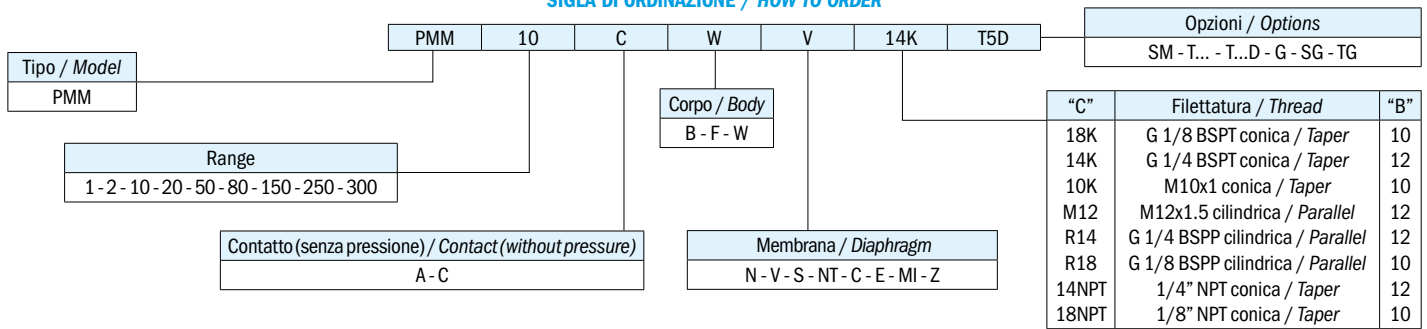 SIGLA DI ORDINAZIONE / HOW TO ORDER
PMM 10 C W V 14K T5D
Opzioni / Options
SM - T... - T...D - G - SG - TG
Tipo / Model
PMM
Corpo / Body
B - F - W
Range
1 - 2 - 10 - 20 - 50 - 80 - 150 - 250 - 300
Contatto (senza pressione) / Contact (without pressure)
A - C
Membrana / Diaphragm
N - V - S - NT - C - E - MI - Z
“C” Filettatura / Thread “B”
18K G 1/8 BSPT conica / Taper 10
14K G 1/4 BSPT conica / Taper 12
10K M10x1 conica / Taper 10
M12 M12x1.5 cilindrica / Parallel 12
R14 G 1/4 BSPP cilindrica / Parallel 12
R18 G 1/8 BSPP cilindrica / Parallel 10
14NPT 1/4” NPT conica / Taper 12
18NPT 1/8” NPT conica / Taper 10